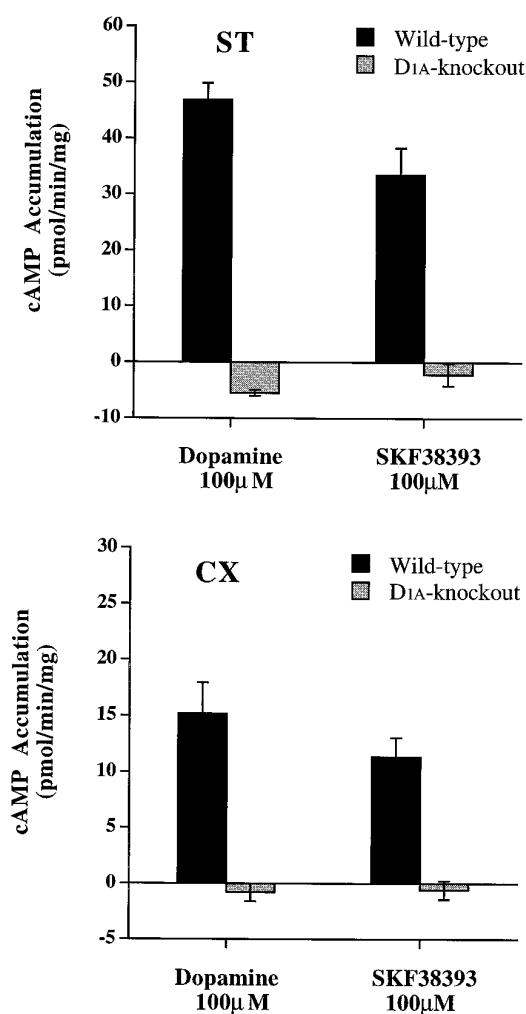 60
50
40
30
20
10
0
-10
cAMP Accumulation
(pmol/min/mg)
ST
Wild-type
D1A-knockout
Dopamine
100µM
SKF38393
100µM
30
25
20
15
10
5
0
-5
cAMP Accumulation
(pmol/min/mg)
CX
Wild-type
D1A-knockout
Dopamine
100µM
SKF38393
100µM